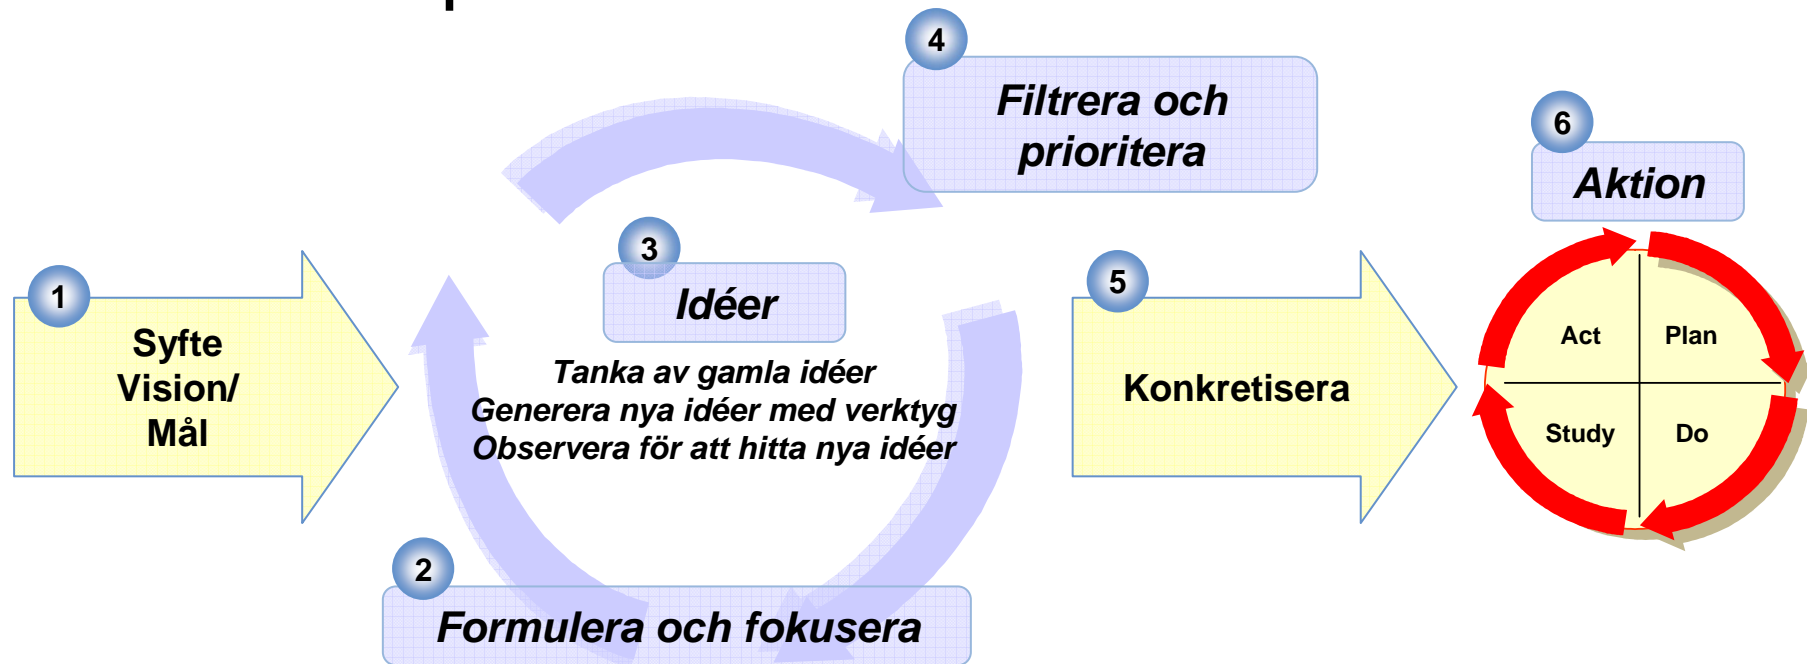 1
Syfte
Vision/
Mål
2
Formulera och fokusera
3
Idéer
Tanka av gamla idéer
Generera nya idéer med verktyg
Observera för att hitta nya idéer
4
Filtrera och
prioritera
5
Konkretisera
6
Aktion
Act
Plan
Study
Do